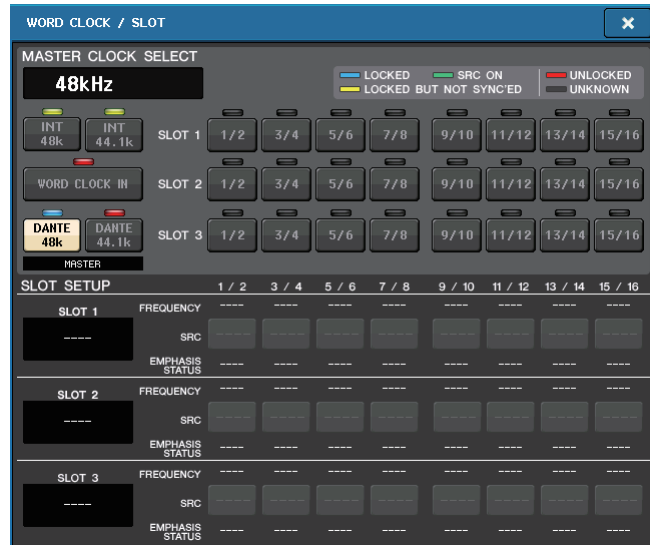 WORD CLOCK / SLOT
×
MASTER CLOCK SELECT
48kHz
LOCKED SRC ON UNLOCKED
LOCKED BUT NOT SYNC'ED UNKNOWN
INT 48k INT 44.1k SLOT 1 1/2 3/4 5/6 7/8 9/10 11/12 13/14 15/16
WORD CLOCK IN SLOT 2 1/2 3/4 5/6 7/8 9/10 11/12 13/14 15/16
DANTE 48k DANTE 44.1k SLOT 3 1/2 3/4 5/6 7/8 9/10 11/12 13/14 15/16
MASTER
SLOT SETUP 1 / 2 3 / 4 5 / 6 7 / 8 9 / 10 11 / 12 13 / 14 15 / 16
SLOT 1 FREQUENCY ---- ---- ---- ---- ---- ---- ---- ----
---- SRC ---- ---- ---- ---- ---- ---- ---- ----
EMPHASIS STATUS ---- ---- ---- ---- ---- ---- ---- ----
SLOT 2 FREQUENCY ---- ---- ---- ---- ---- ---- ---- ----
---- SRC ---- ---- ---- ---- ---- ---- ---- ----
EMPHASIS STATUS ---- ---- ---- ---- ---- ---- ---- ----
SLOT 3 FREQUENCY ---- ---- ---- ---- ---- ---- ---- ----
---- SRC ---- ---- ---- ---- ---- ---- ---- ----
EMPHASIS STATUS ---- ---- ---- ---- ---- ---- ---- ----